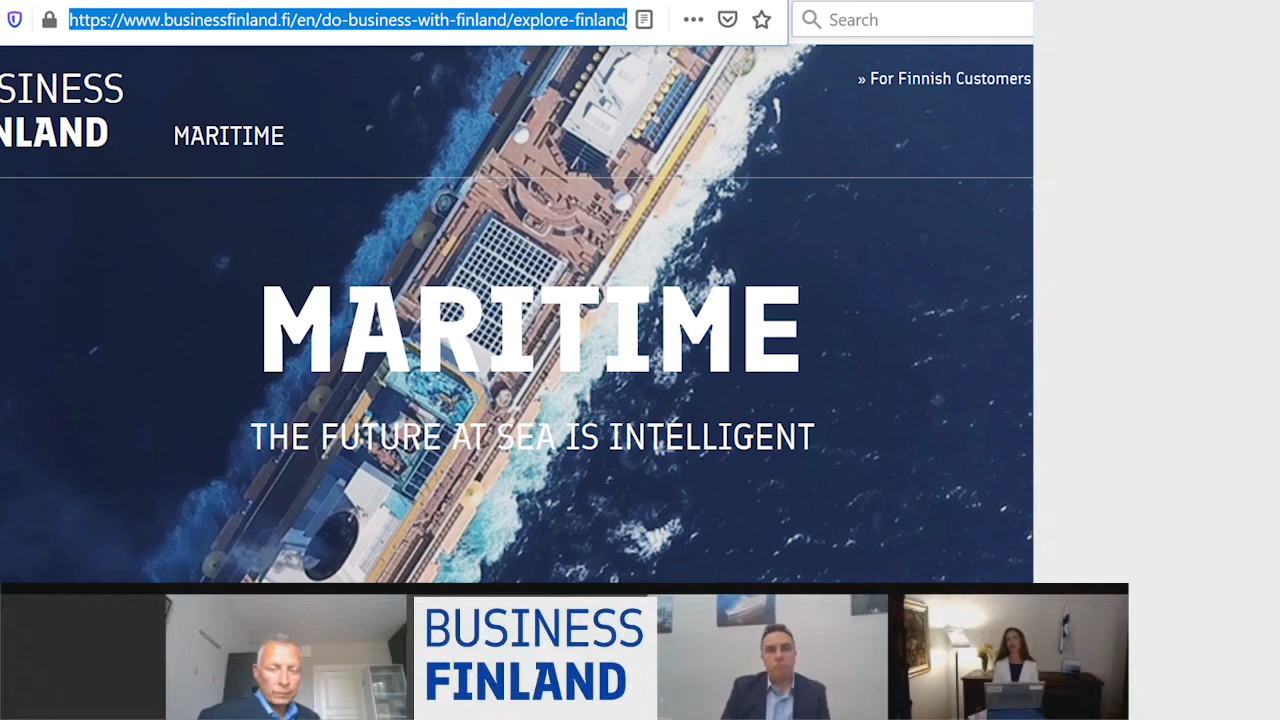 https://www.businessfinland.fi/en/do-business-with-finland/explore-finland/
Search
» For Finnish Customers
SINESS
NLAND
MARITIME
MARITIME
THE FUTURE AT SEA IS INTELLIGENT
BUSINESS
FINLAND